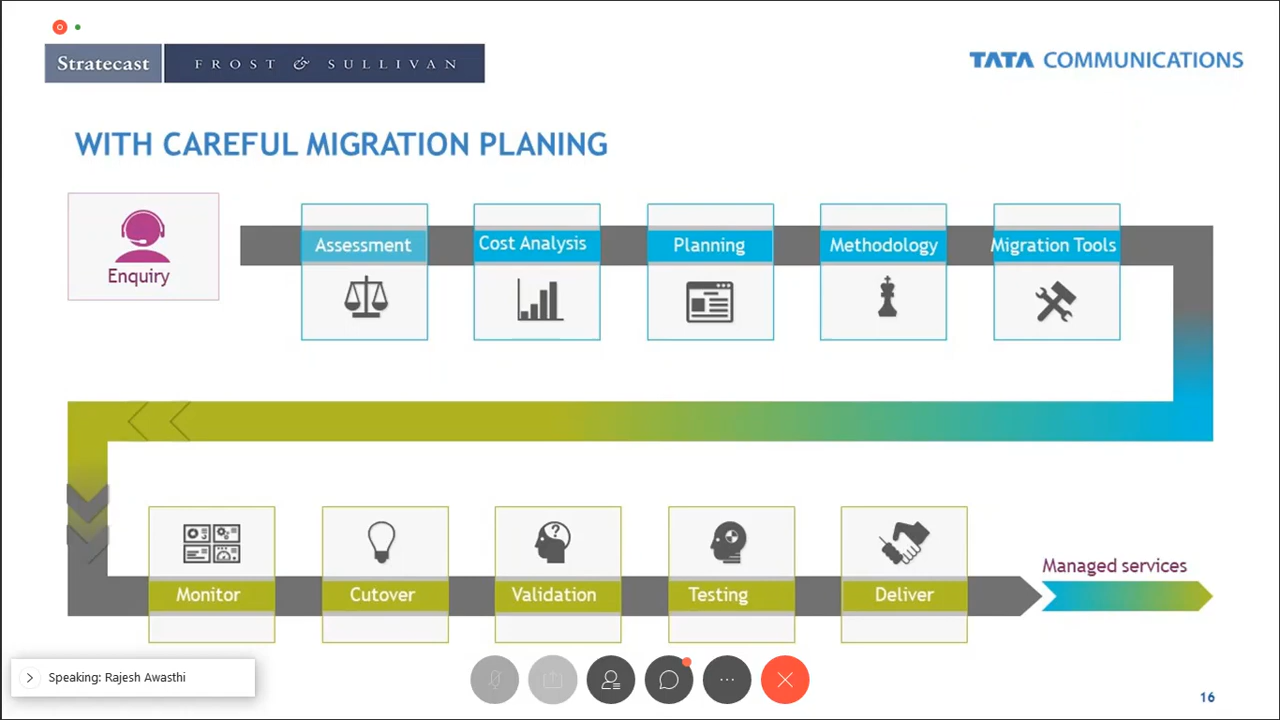 Stratecast FROST & SULLIVAN
TATA COMMUNICATIONS
WITH CAREFUL MIGRATION PLANING
Enquiry
Assessment
Cost Analysis
Planning
Methodology
Migration Tools
Monitor
Cutover
Validation
Testing
Deliver
Managed services
Speaking: Rajesh Awasthi
16